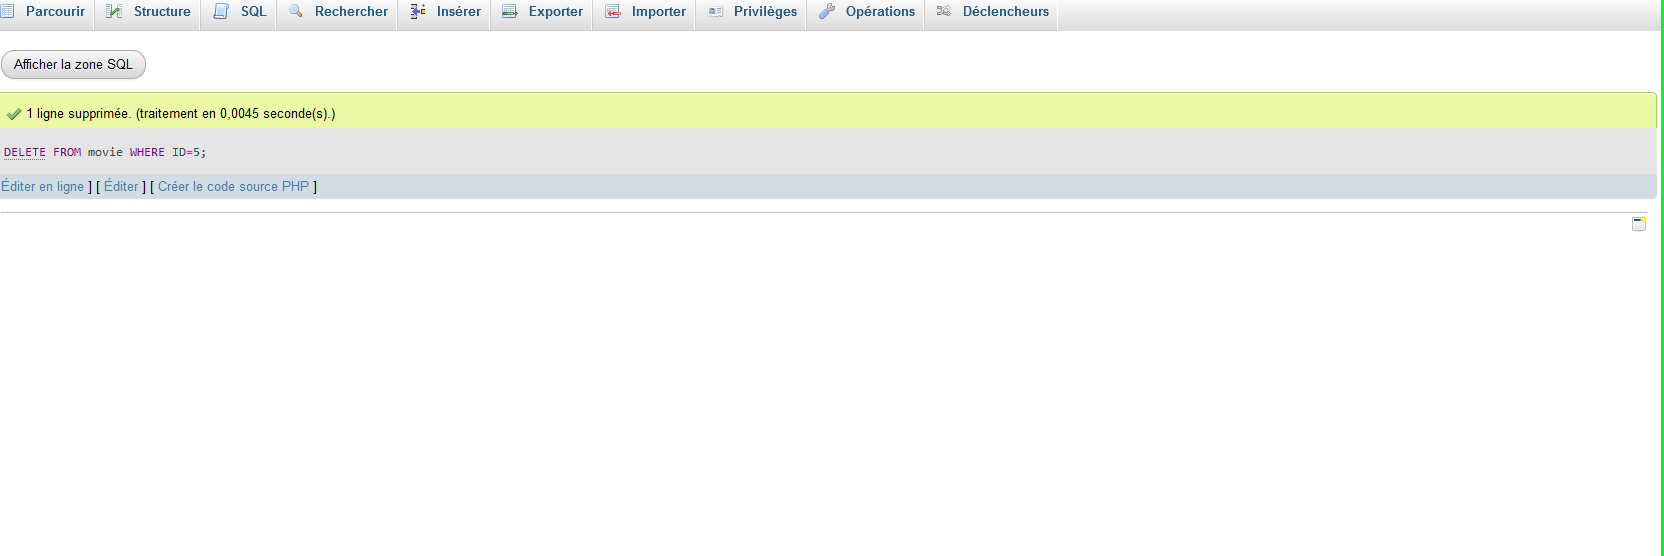 Parcourir Structure SQL Rechercher Insérer Exporter Importer Privilèges Opérations Déclencheurs
Afficher la zone SQL
1 ligne supprimée. (traitement en 0,0045 seconde(s).)
DELETE FROM movie WHERE ID=5;
Éditer en ligne ] [ Éditer ] [ Créer le code source PHP ]